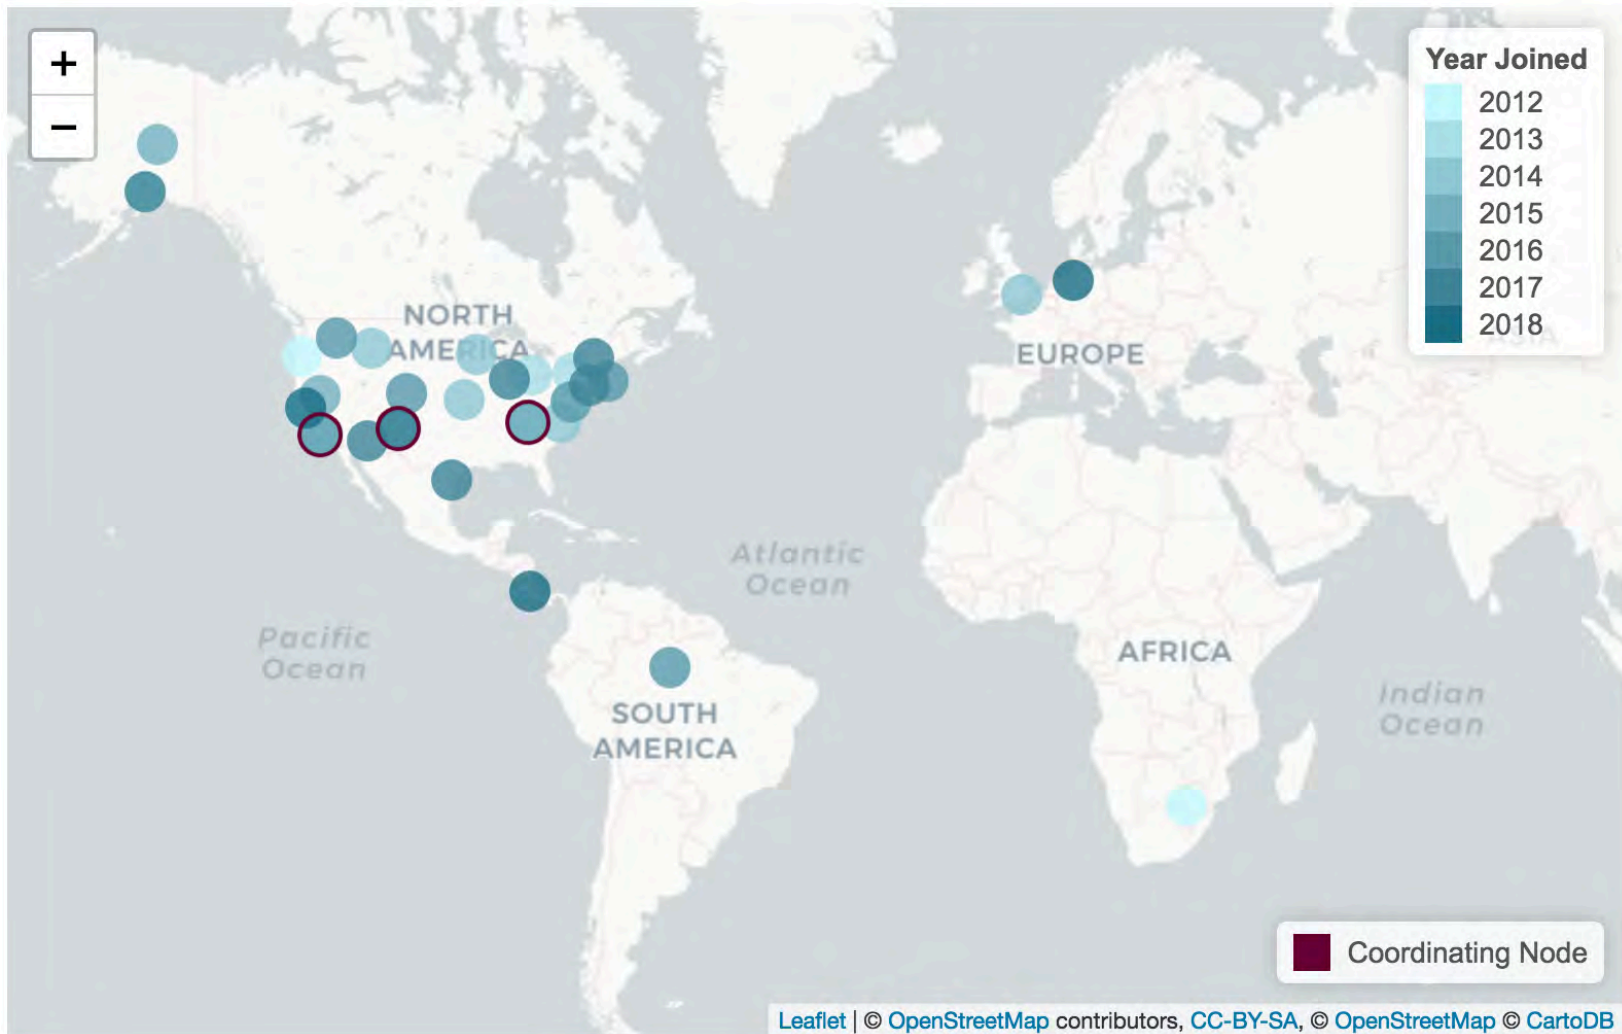 +
−
Year Joined
2012
2013
2014
2015
2016
2017
2018
ASIA
NORTH
AMERICA
EUROPE
Atlantic
Ocean
Pacific
Ocean
AFRICA
Indian
Ocean
SOUTH
AMERICA
Coordinating Node
Leaflet | © OpenStreetMap contributors, CC-BY-SA, © OpenStreetMap © CartoDB